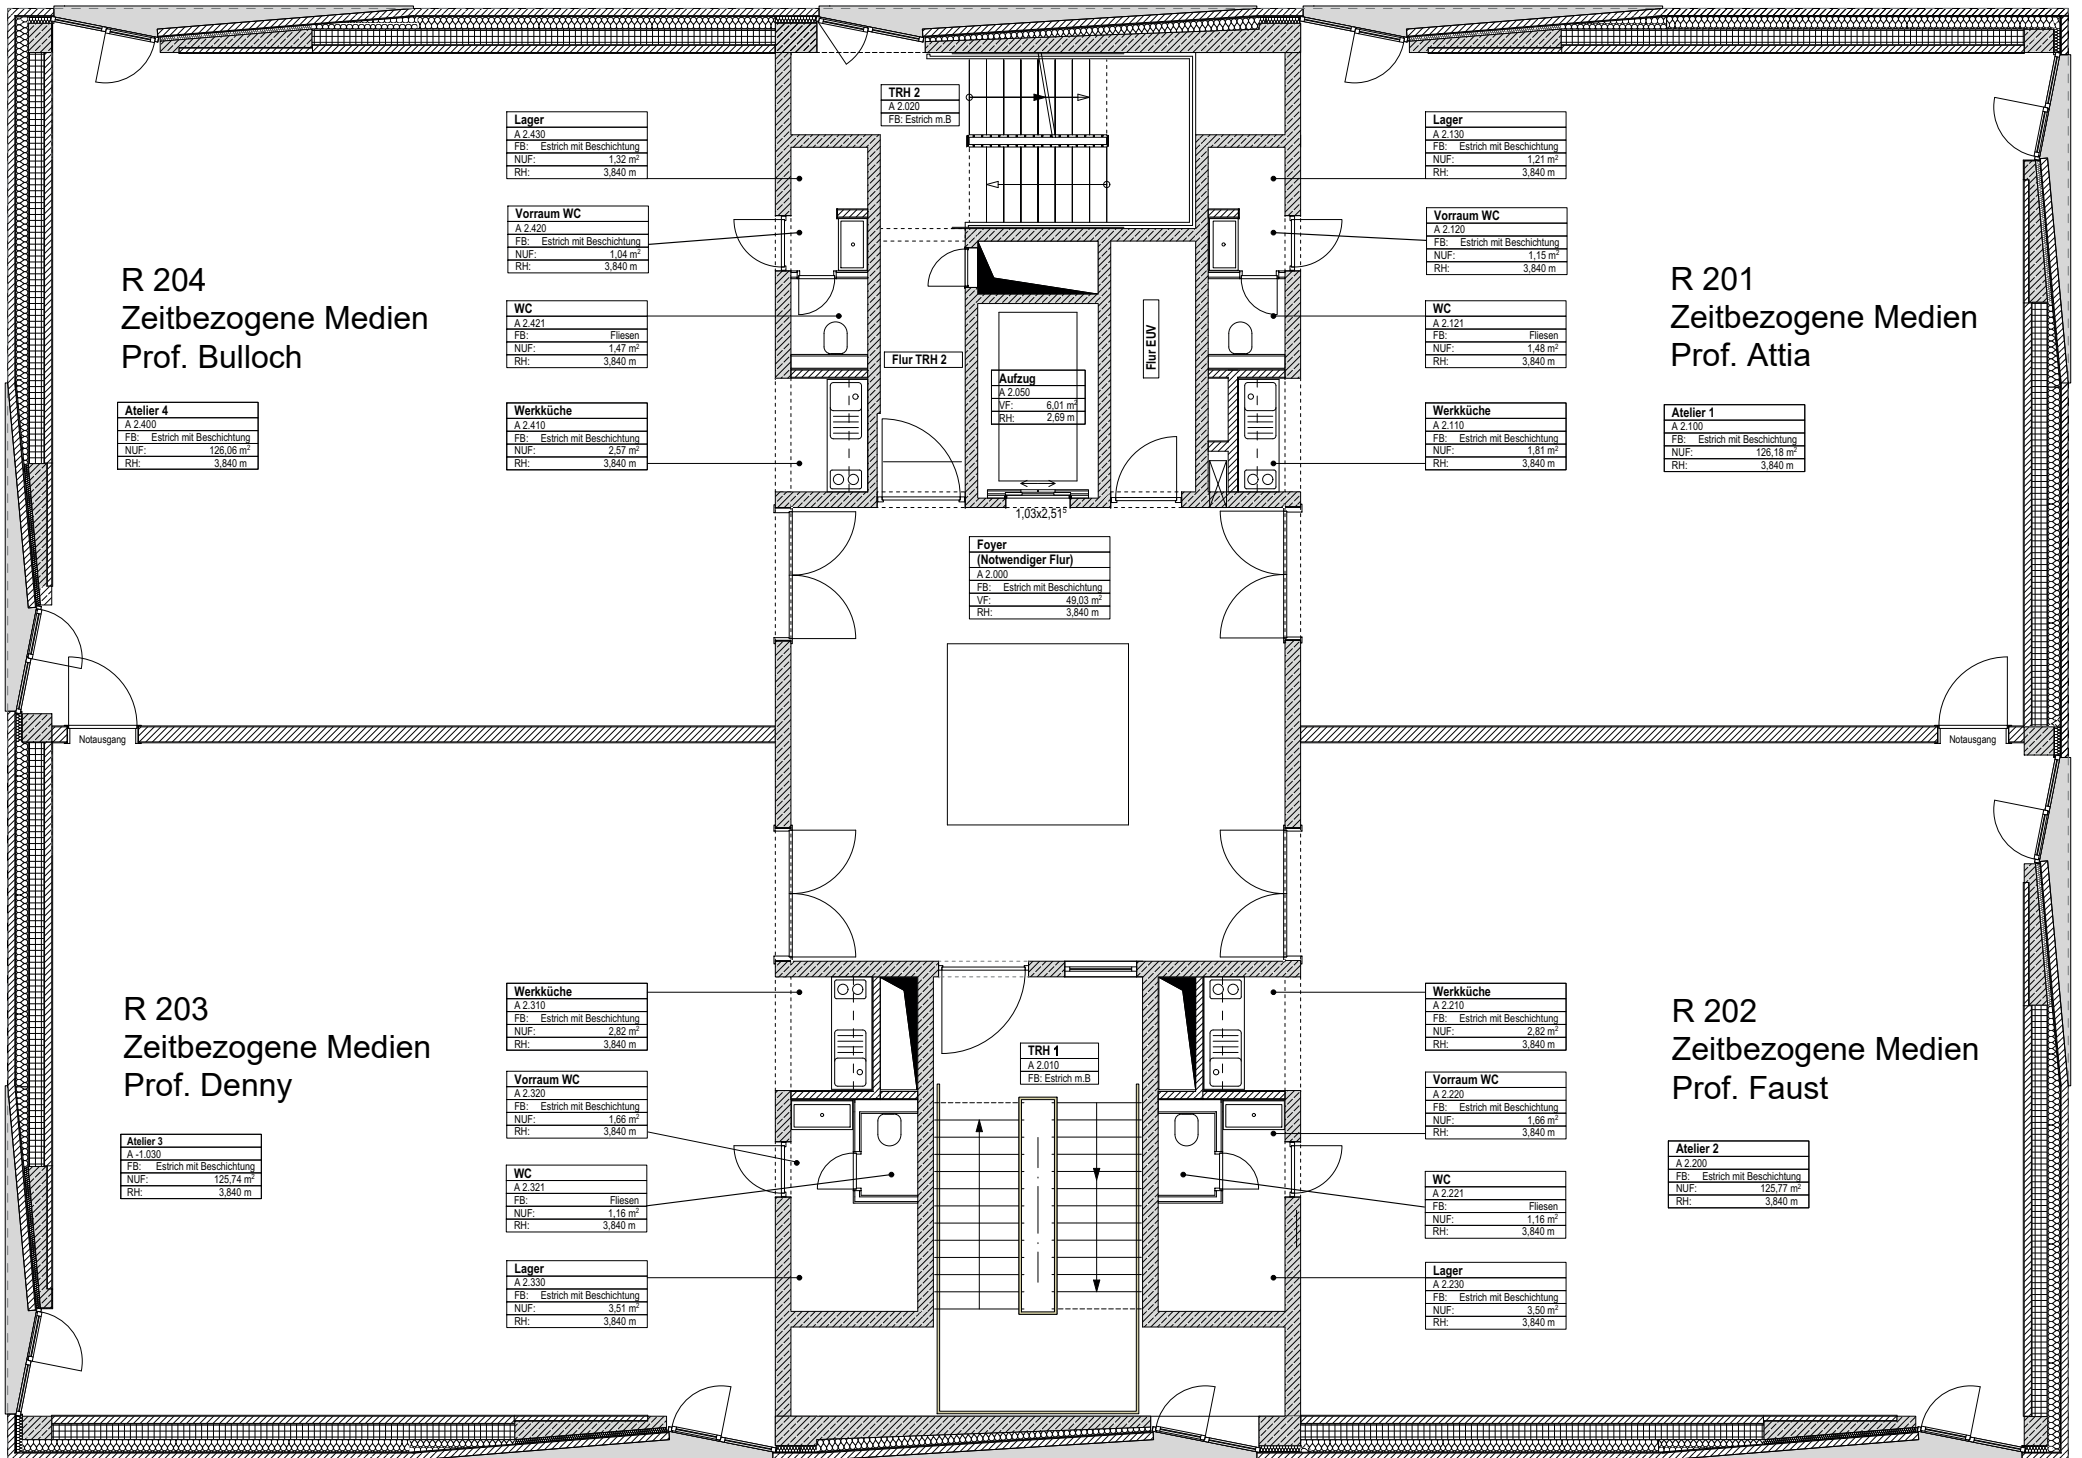 TRH 2
A 2.020
FB: Estrich m.B
Lager
A 2.430
FB: Estrich mit Beschichtung
NUF: 1,32 m²
RH: 3,840 m
Vorraum WC
A 2.420
FB: Estrich mit Beschichtung
NUF: 1,04 m²
RH: 3,840 m
WC
A 2.421
FB: Fliesen
NUF: 1,47 m²
RH: 3,840 m
Werkküche
A 2.410
FB: Estrich mit Beschichtung
NUF: 2,57 m²
RH: 3,840 m
R 204
Zeitbezogene Medien
Prof. Bulloch
Atelier 4
A 2.400
FB: Estrich mit Beschichtung
NUF: 126,06 m²
RH: 3,840 m
Flur TRH 2
Aufzug
A 2.050
VF: 6,01 m²
RH: 2,69 m
Flur EUV
1,03x2,51⁵
Lager
A 2.130
FB: Estrich mit Beschichtung
NUF: 1,21 m²
RH: 3,840 m
Vorraum WC
A 2.120
FB: Estrich mit Beschichtung
NUF: 1,15 m²
RH: 3,840 m
WC
A 2.121
FB: Fliesen
NUF: 1,48 m²
RH: 3,840 m
Werkküche
A 2.110
FB: Estrich mit Beschichtung
NUF: 1,81 m²
RH: 3,840 m
R 201
Zeitbezogene Medien
Prof. Attia
Atelier 1
A 2.100
FB: Estrich mit Beschichtung
NUF: 126,18 m²
RH: 3,840 m
Foyer
(Notwendiger Flur)
A 2.000
FB: Estrich mit Beschichtung
VF: 49,03 m²
RH: 3,840 m
Notausgang
Notausgang
R 203
Zeitbezogene Medien
Prof. Denny
Atelier 3
A -1.030
FB: Estrich mit Beschichtung
NUF: 125,74 m²
RH: 3,840 m
Werkküche
A 2.310
FB: Estrich mit Beschichtung
NUF: 2,82 m²
RH: 3,840 m
Vorraum WC
A 2.320
FB: Estrich mit Beschichtung
NUF: 1,66 m²
RH: 3,840 m
WC
A 2.321
FB: Fliesen
NUF: 1,16 m²
RH: 3,840 m
Lager
A 2.330
FB: Estrich mit Beschichtung
NUF: 3,51 m²
RH: 3,840 m
TRH 1
A 2.010
FB: Estrich m.B
Werkküche
A 2.210
FB: Estrich mit Beschichtung
NUF: 2,82 m²
RH: 3,840 m
Vorraum WC
A 2.220
FB: Estrich mit Beschichtung
NUF: 1,66 m²
RH: 3,840 m
WC
A 2.221
FB: Fliesen
NUF: 1,16 m²
RH: 3,840 m
Lager
A 2.230
FB: Estrich mit Beschichtung
NUF: 3,50 m²
RH: 3,840 m
R 202
Zeitbezogene Medien
Prof. Faust
Atelier 2
A 2.200
FB: Estrich mit Beschichtung
NUF: 125,77 m²
RH: 3,840 m